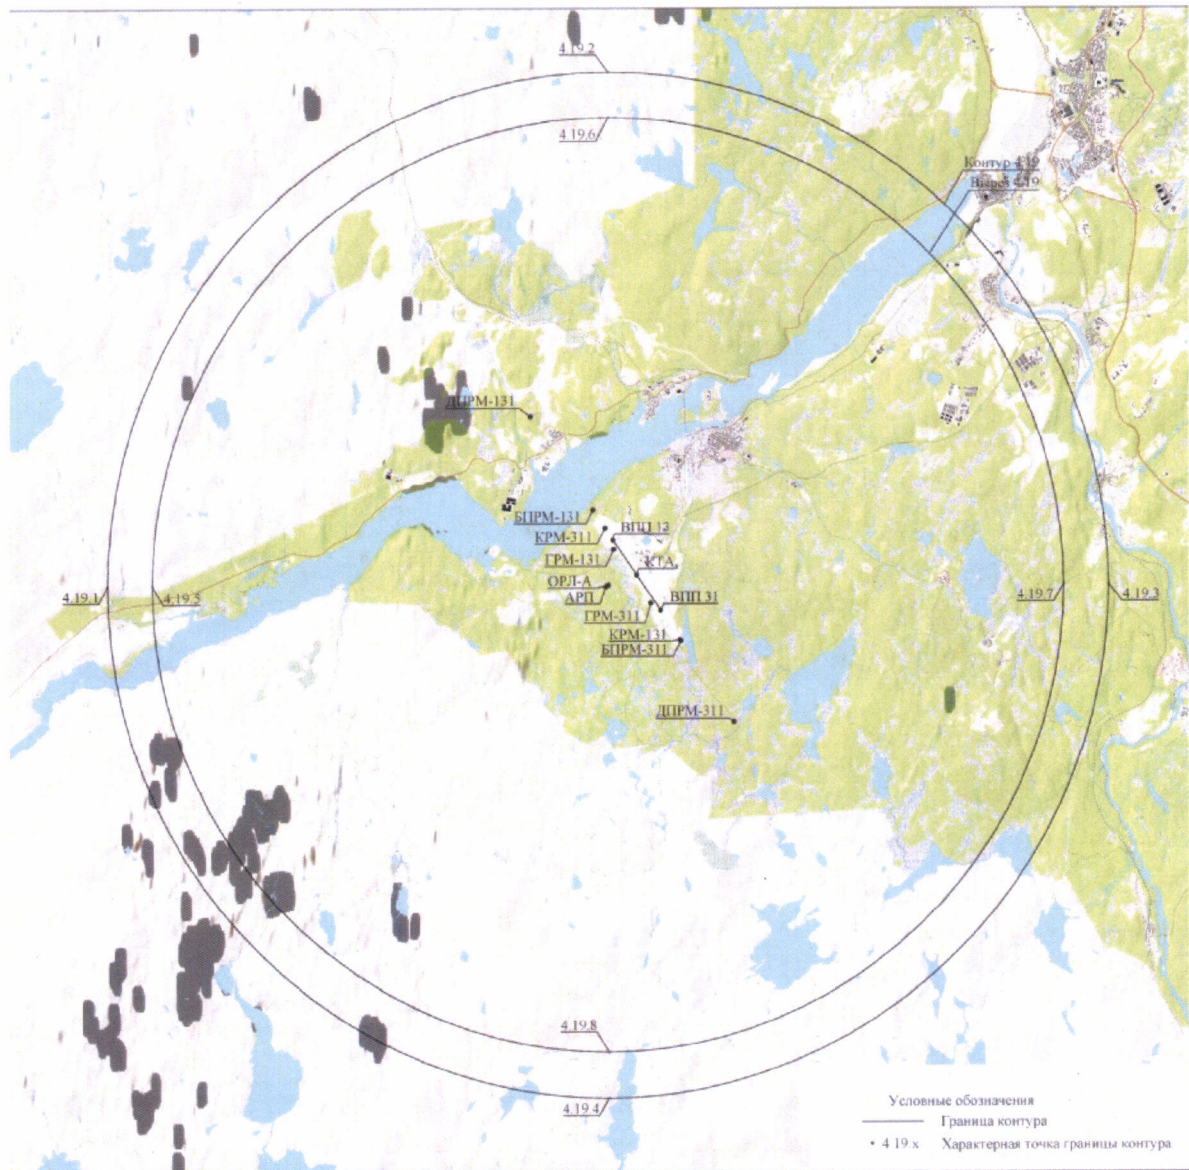 4.19.2
4.19.6
Контур 4.19
Вырез 4.19
ДПРМ-131
БПРМ-131
КРМ-311
ВПП 13
ГРМ-131
КТА
ОРЛ-А
АРП
ВПП 31
ГРМ-311
4.19.1
4.19.5
4.19.7
4.19.3
КРМ-131
БПРМ-311
ДПРМ-311
4.19.8
4.19.4
Условные обозначения
Граница контура
4.19.x Характерная точка границы контура